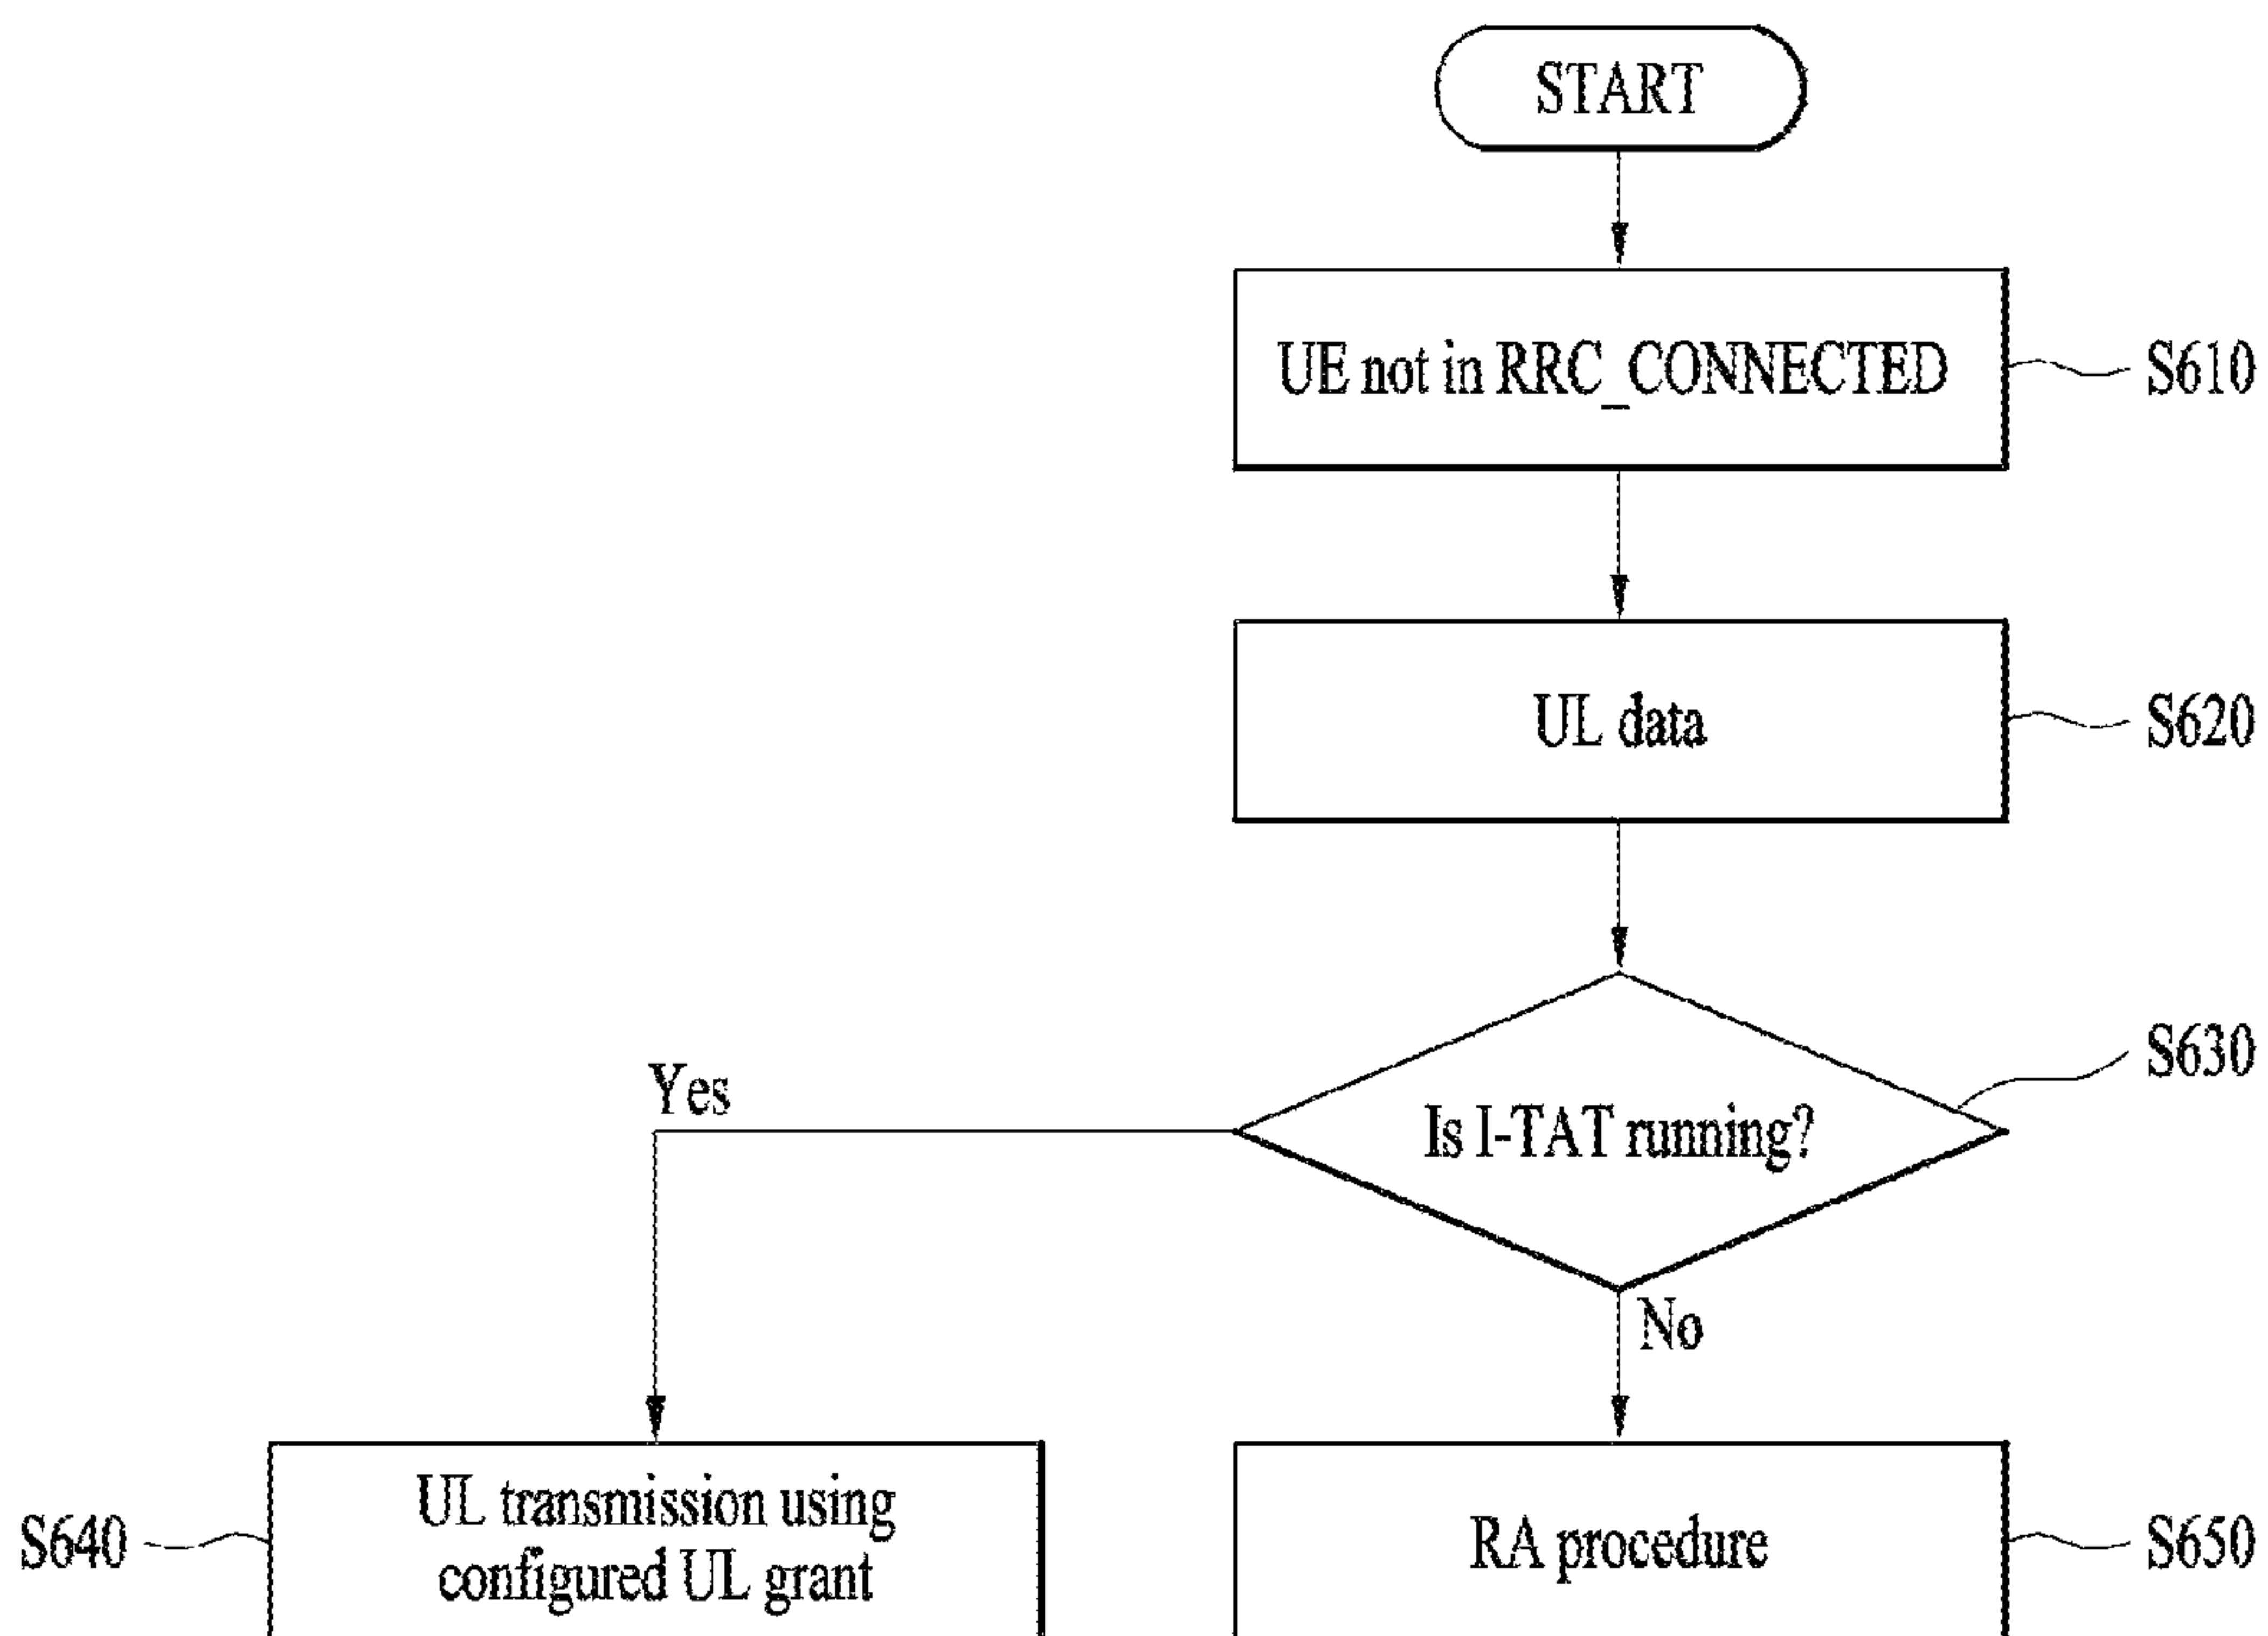 START
UE not in RRC_CONNECTED
S610
UL data
S620
S630
Yes
Is I-TAT running?
No
UL transmission using
configured UL grant
S640
RA procedure
S650